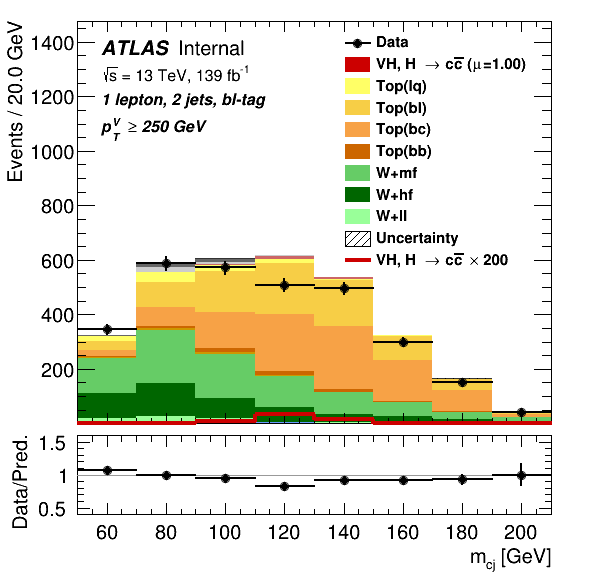 ATLAS Internal
√s = 13 TeV, 139 fb⁻¹
1 lepton, 2 jets, bl-tag
p_T^V ≥ 250 GeV
Data
VH, H → cc̅ (μ=1.00)
Top(lq)
Top(bl)
Top(bc)
Top(bb)
W+mf
W+hf
W+ll
Uncertainty
VH, H → cc̅ × 200
Events / 20.0 GeV
1400
1200
1000
800
600
400
200
Data/Pred.
1.5
1
0.5
60 80 100 120 140 160 180 200
m_cj [GeV]